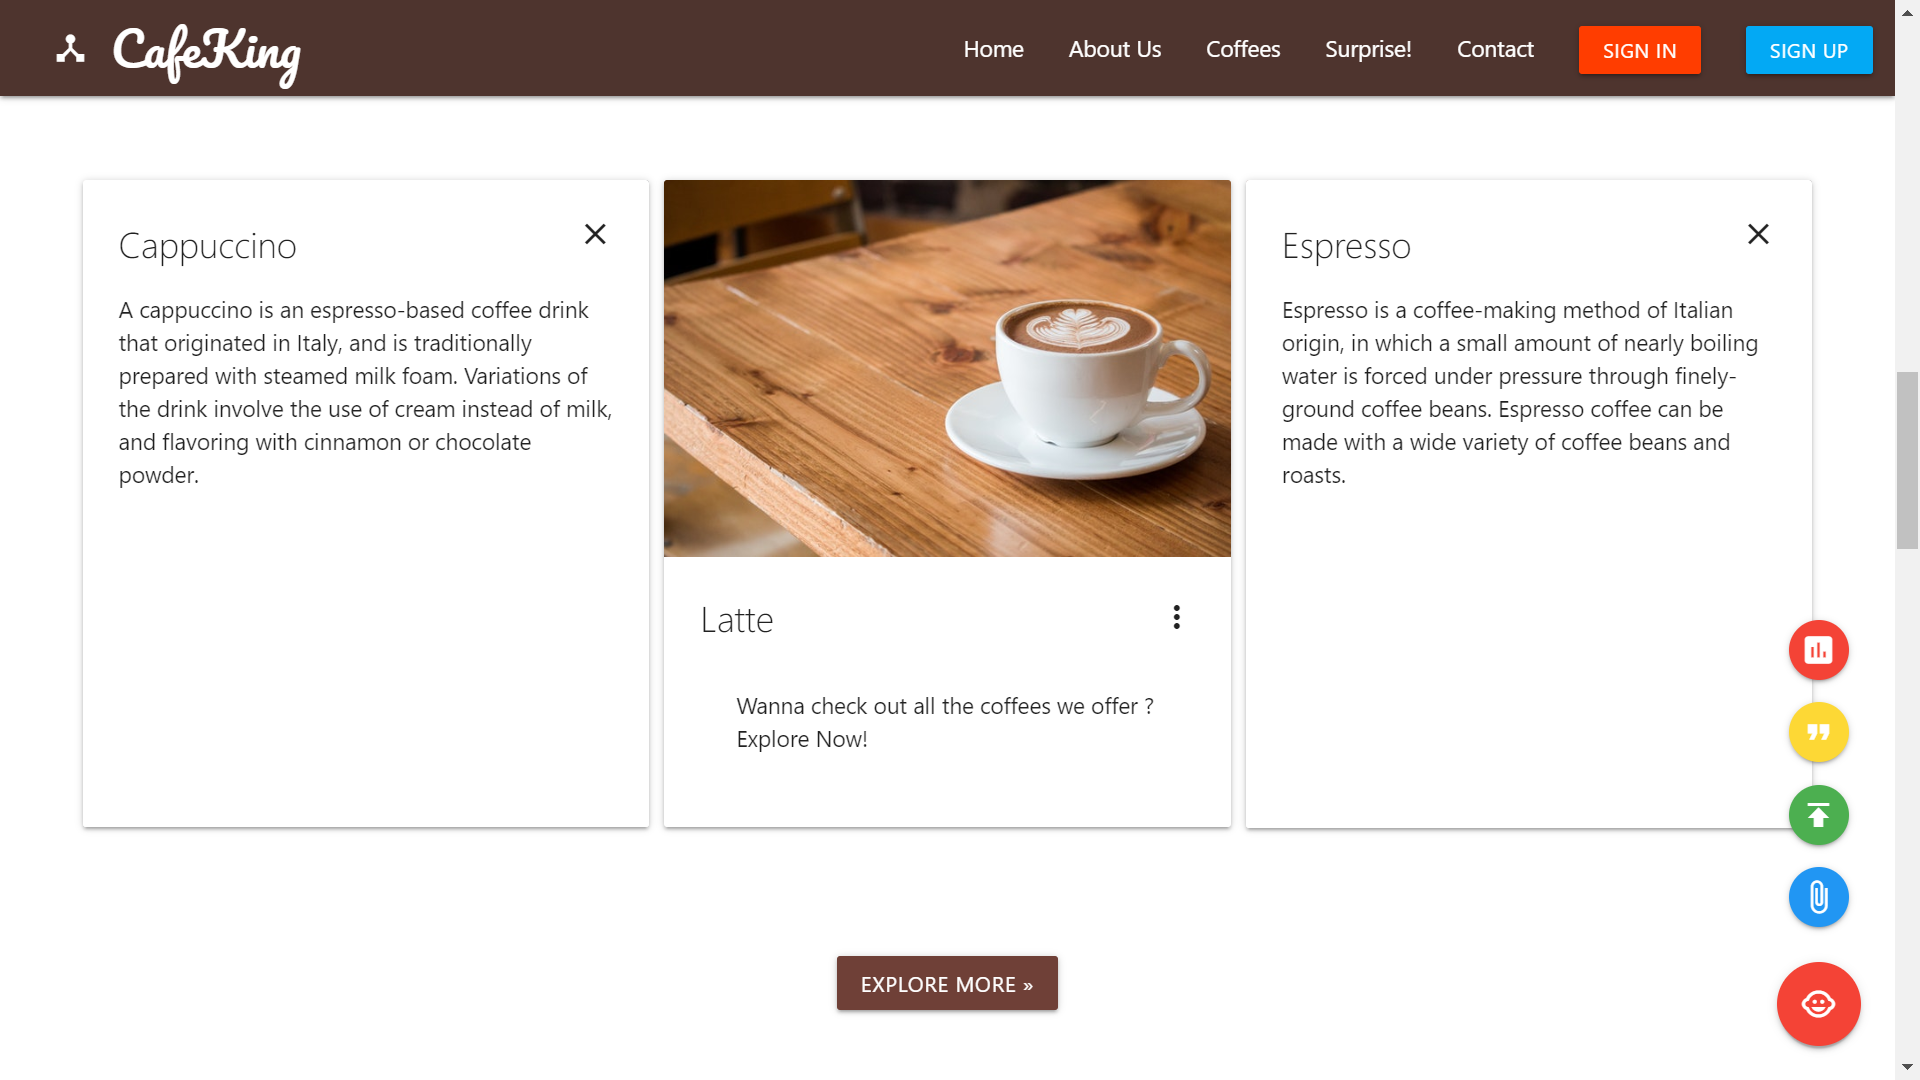 CafeKing
Home About Us Coffees Surprise! Contact SIGN IN SIGN UP
Cappuccino
A cappuccino is an espresso-based coffee drink
that originated in Italy, and is traditionally
prepared with steamed milk foam. Variations of
the drink involve the use of cream instead of milk,
and flavoring with cinnamon or chocolate
powder.
Latte
Wanna check out all the coffees we offer ?
Explore Now!
Espresso
Espresso is a coffee-making method of Italian
origin, in which a small amount of nearly boiling
water is forced under pressure through finely-
ground coffee beans. Espresso coffee can be
made with a wide variety of coffee beans and
roasts.
EXPLORE MORE »